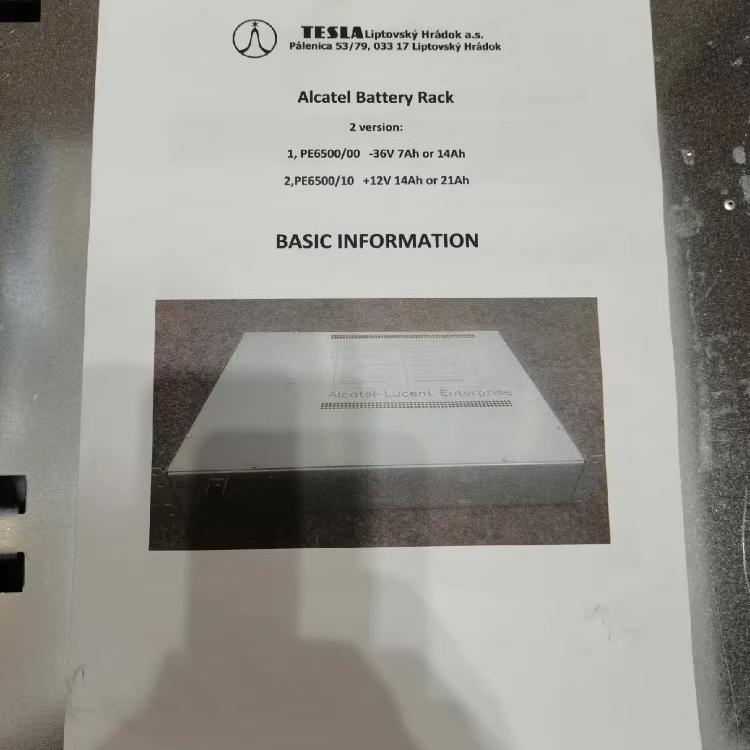 TESLA Liptovský Hrádok a.s.
Pálenica 53/79, 033 17 Liptovský Hrádok
Alcatel Battery Rack
2 version:
1, PE6500/00 -36V 7Ah or 14Ah
2,PE6500/10 +12V 14Ah or 21Ah
BASIC INFORMATION
Alcatel-Lucent Enterprise